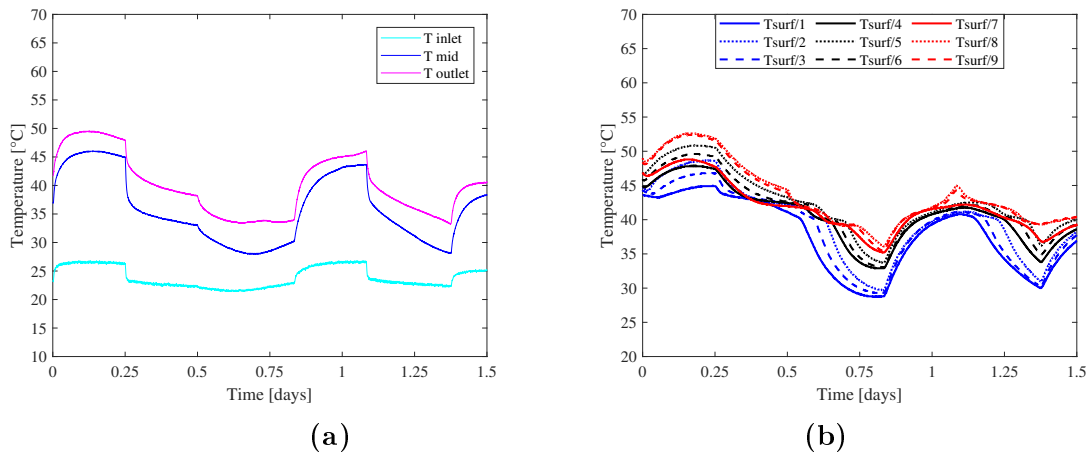 70
65
60
55
50
45
40
35
30
25
20
15
10
Temperature [°C]
T inlet
T mid
T outlet
0 0.25 0.5 0.75 1 1.25 1.5
Time [days]
(a)
70
65
60
55
50
45
40
35
30
25
20
Temperature [°C]
Tsurf/1 Tsurf/4 Tsurf/7
Tsurf/2 Tsurf/5 Tsurf/8
Tsurf/3 Tsurf/6 Tsurf/9
0 0.25 0.5 0.75 1 1.25 1.5
Time [days]
(b)